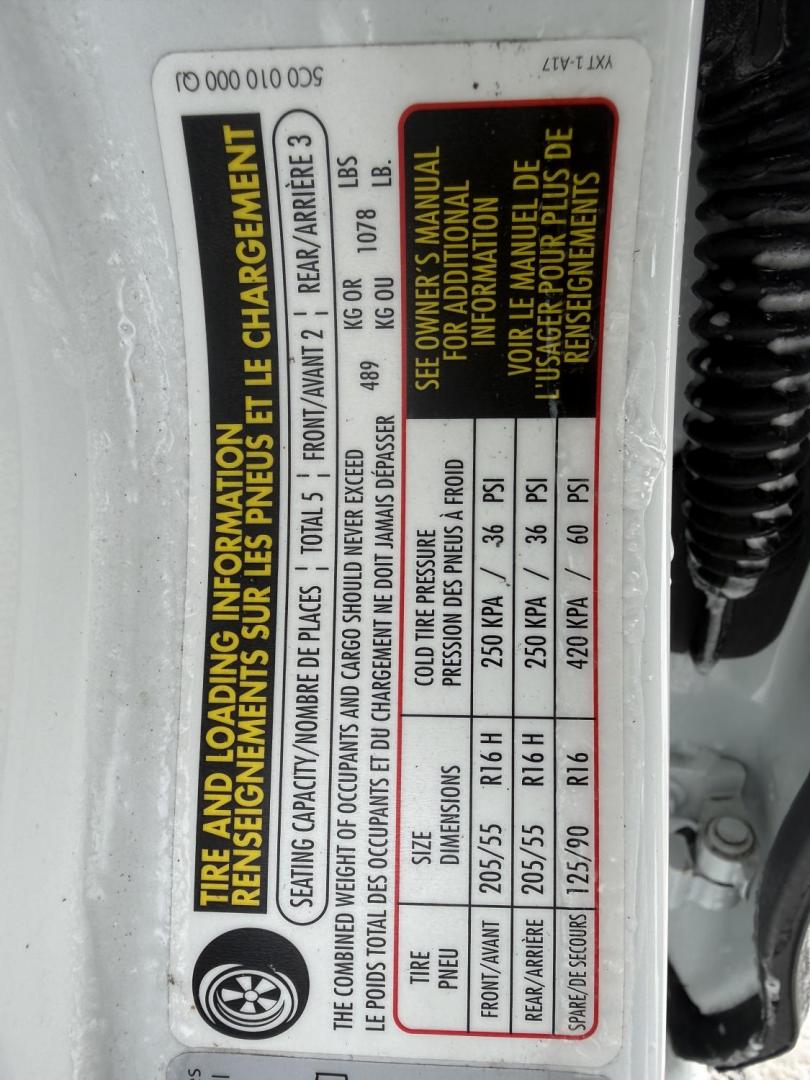 5C0 010 000 QJ
YXT 1-A17
TIRE AND LOADING INFORMATION
RENSEIGNEMENTS SUR LES PNEUS ET LE CHARGEMENT
SEATING CAPACITY/NOMBRE DE PLACES ¦ TOTAL 5 ¦ FRONT/AVANT 2 ¦ REAR/ARRIÈRE 3
THE COMBINED WEIGHT OF OCCUPANTS AND CARGO SHOULD NEVER EXCEED 489 KG OR 1078 LBS
LE POIDS TOTAL DES OCCUPANTS ET DU CHARGEMENT NE DOIT JAMAIS DÉPASSER KG OU LB.
TIRE SIZE COLD TIRE PRESSURE
PNEU DIMENSIONS PRESSION DES PNEUS À FROID
FRONT/AVANT 205/55 R16 H 250 KPA / 36 PSI
REAR/ARRIÈRE 205/55 R16 H 250 KPA / 36 PSI
SPARE/DE SECOURS 125/90 R16 420 KPA / 60 PSI
SEE OWNER'S MANUAL
FOR ADDITIONAL
INFORMATION
VOIR LE MANUEL DE
L'USAGER POUR PLUS DE
RENSEIGNEMENTS